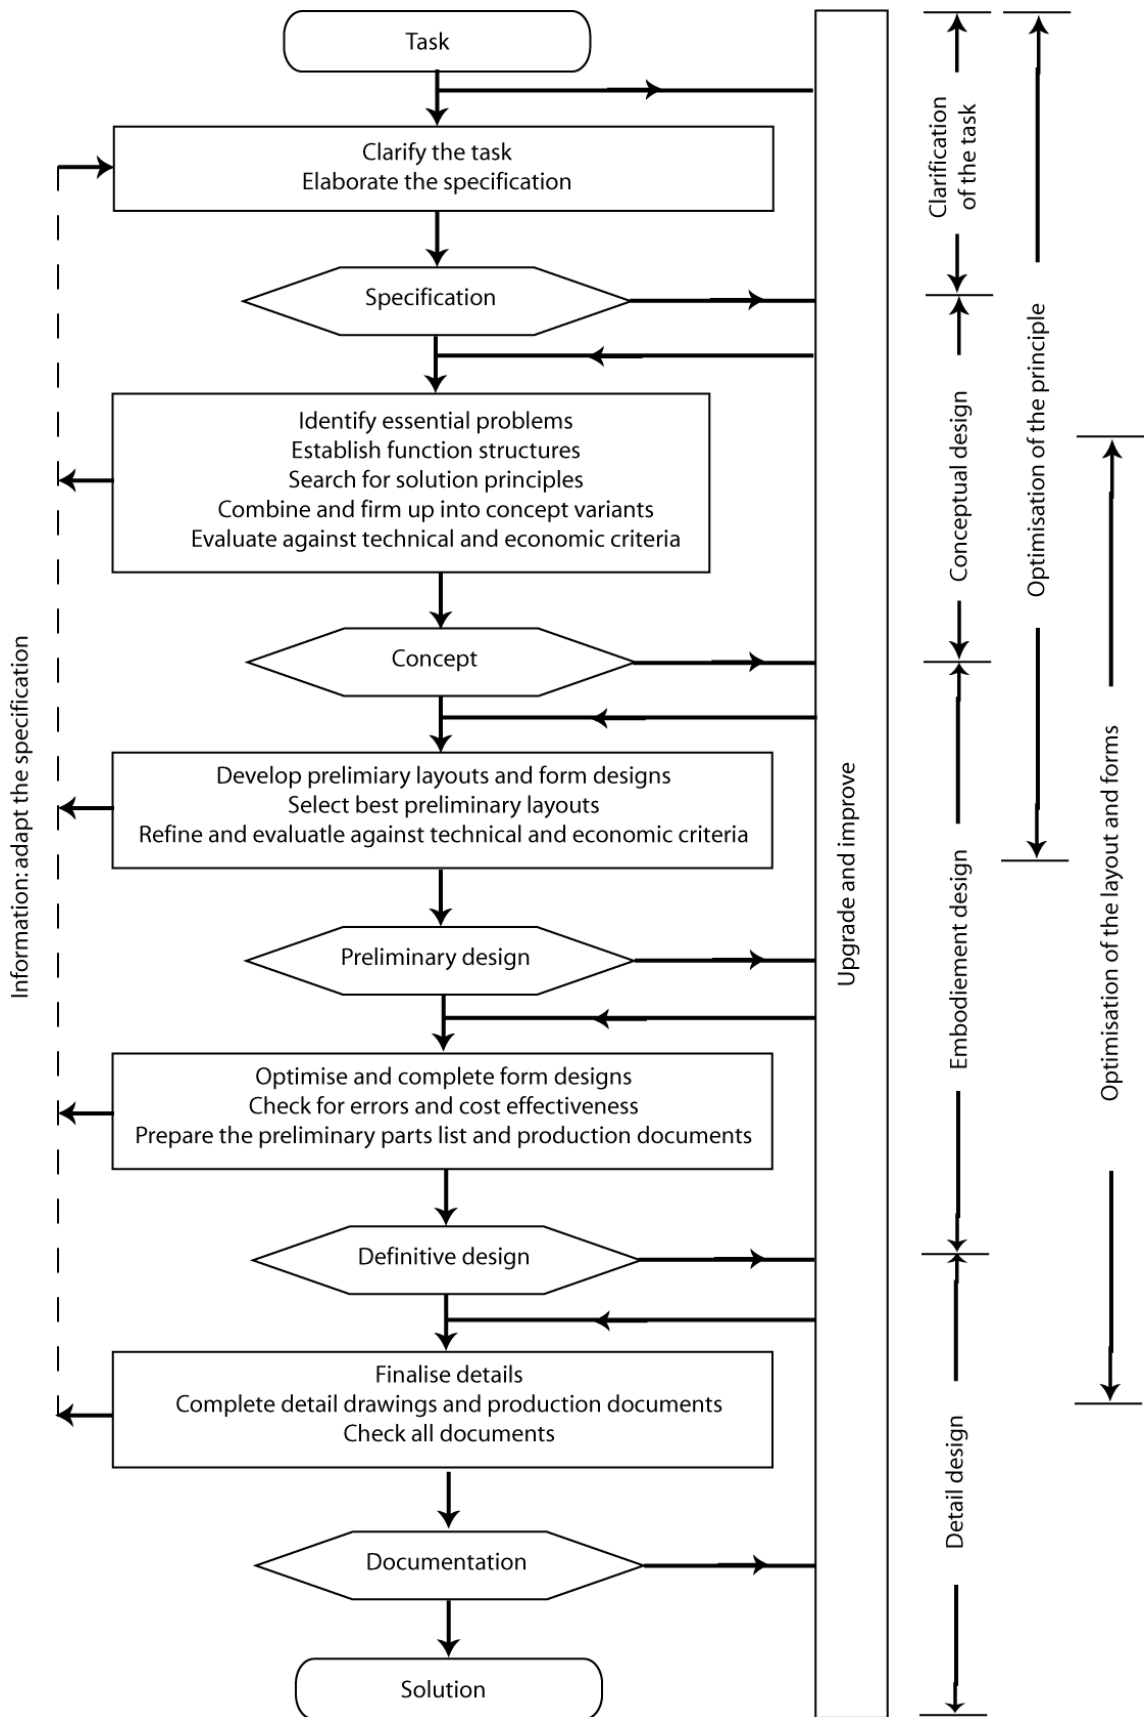 Task
Clarify the task
Elaborate the specification
Specification
Identify essential problems
Establish function structures
Search for solution principles
Combine and firm up into concept variants
Evaluate against technical and economic criteria
Concept
Develop prelimiary layouts and form designs
Select best preliminary layouts
Refine and evaluatle against technical and economic criteria
Preliminary design
Optimise and complete form designs
Check for errors and cost effectiveness
Prepare the preliminary parts list and production documents
Definitive design
Finalise details
Complete detail drawings and production documents
Check all documents
Documentation
Solution
Information: adapt the specification
Upgrade and improve
Clarification
of the task
Conceptual design
Embodiement design
Detail design
Optimisation of the principle
Optimisation of the layout and forms